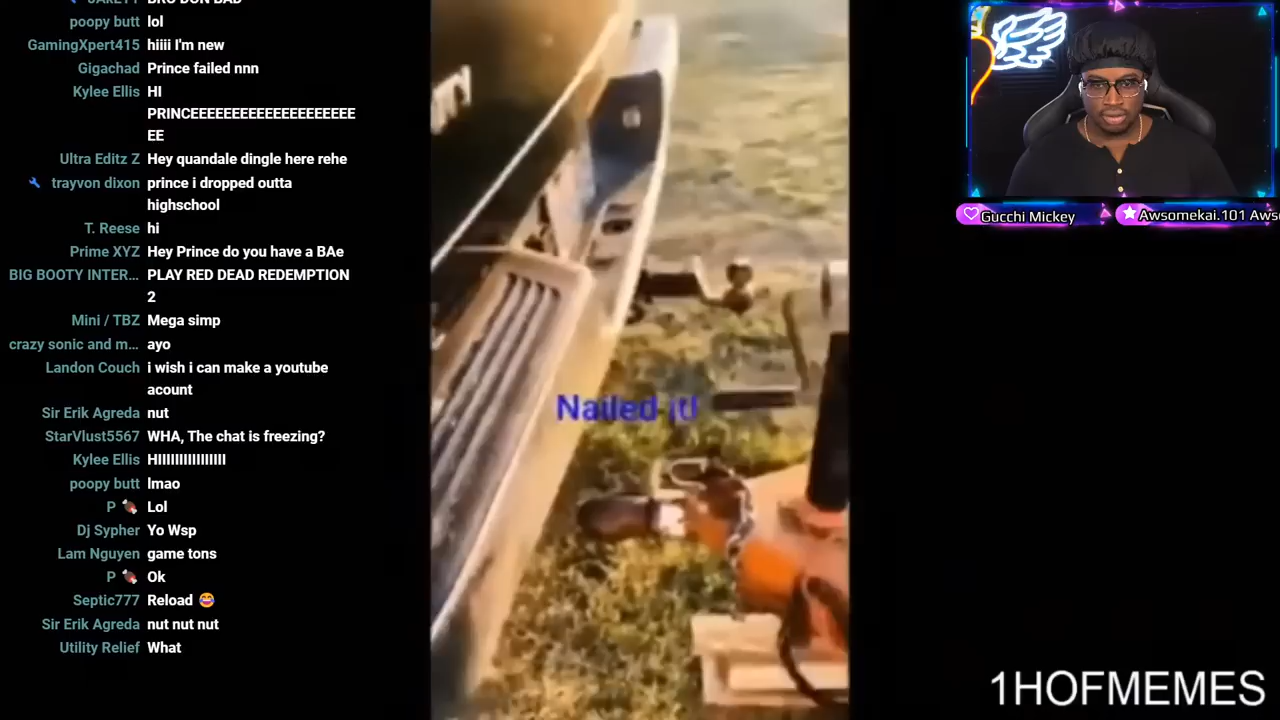 poopy butt lol
GamingXpert415 hiiii I'm new
Gigachad Prince failed nnn
Kylee Ellis HI
PRINCEEEEEEEEEEEEEEEEEEEE
EE
Ultra Editz Z Hey quandale dingle here rehe
trayvon dixon prince i dropped outta
highschool
T. Reese hi
Prime XYZ Hey Prince do you have a BAe
BIG BOOTY INTER... PLAY RED DEAD REDEMPTION
2
Mini / TBZ Mega simp
crazy sonic and m... ayo
Landon Couch i wish i can make a youtube
acount
Sir Erik Agreda nut
StarVlust5567 WHA, The chat is freezing?
Kylee Ellis HIIIIIIIIIIIIIIII
poopy butt lmao
P 🍫 Lol
Dj Sypher Yo Wsp
Lam Nguyen game tons
P 🍫 Ok
Septic777 Reload 😂
Sir Erik Agreda nut nut nut
Utility Relief What
Nailed it!
Gucchi Mickey
Awsomekai.101 Aws
1HOFMEMES